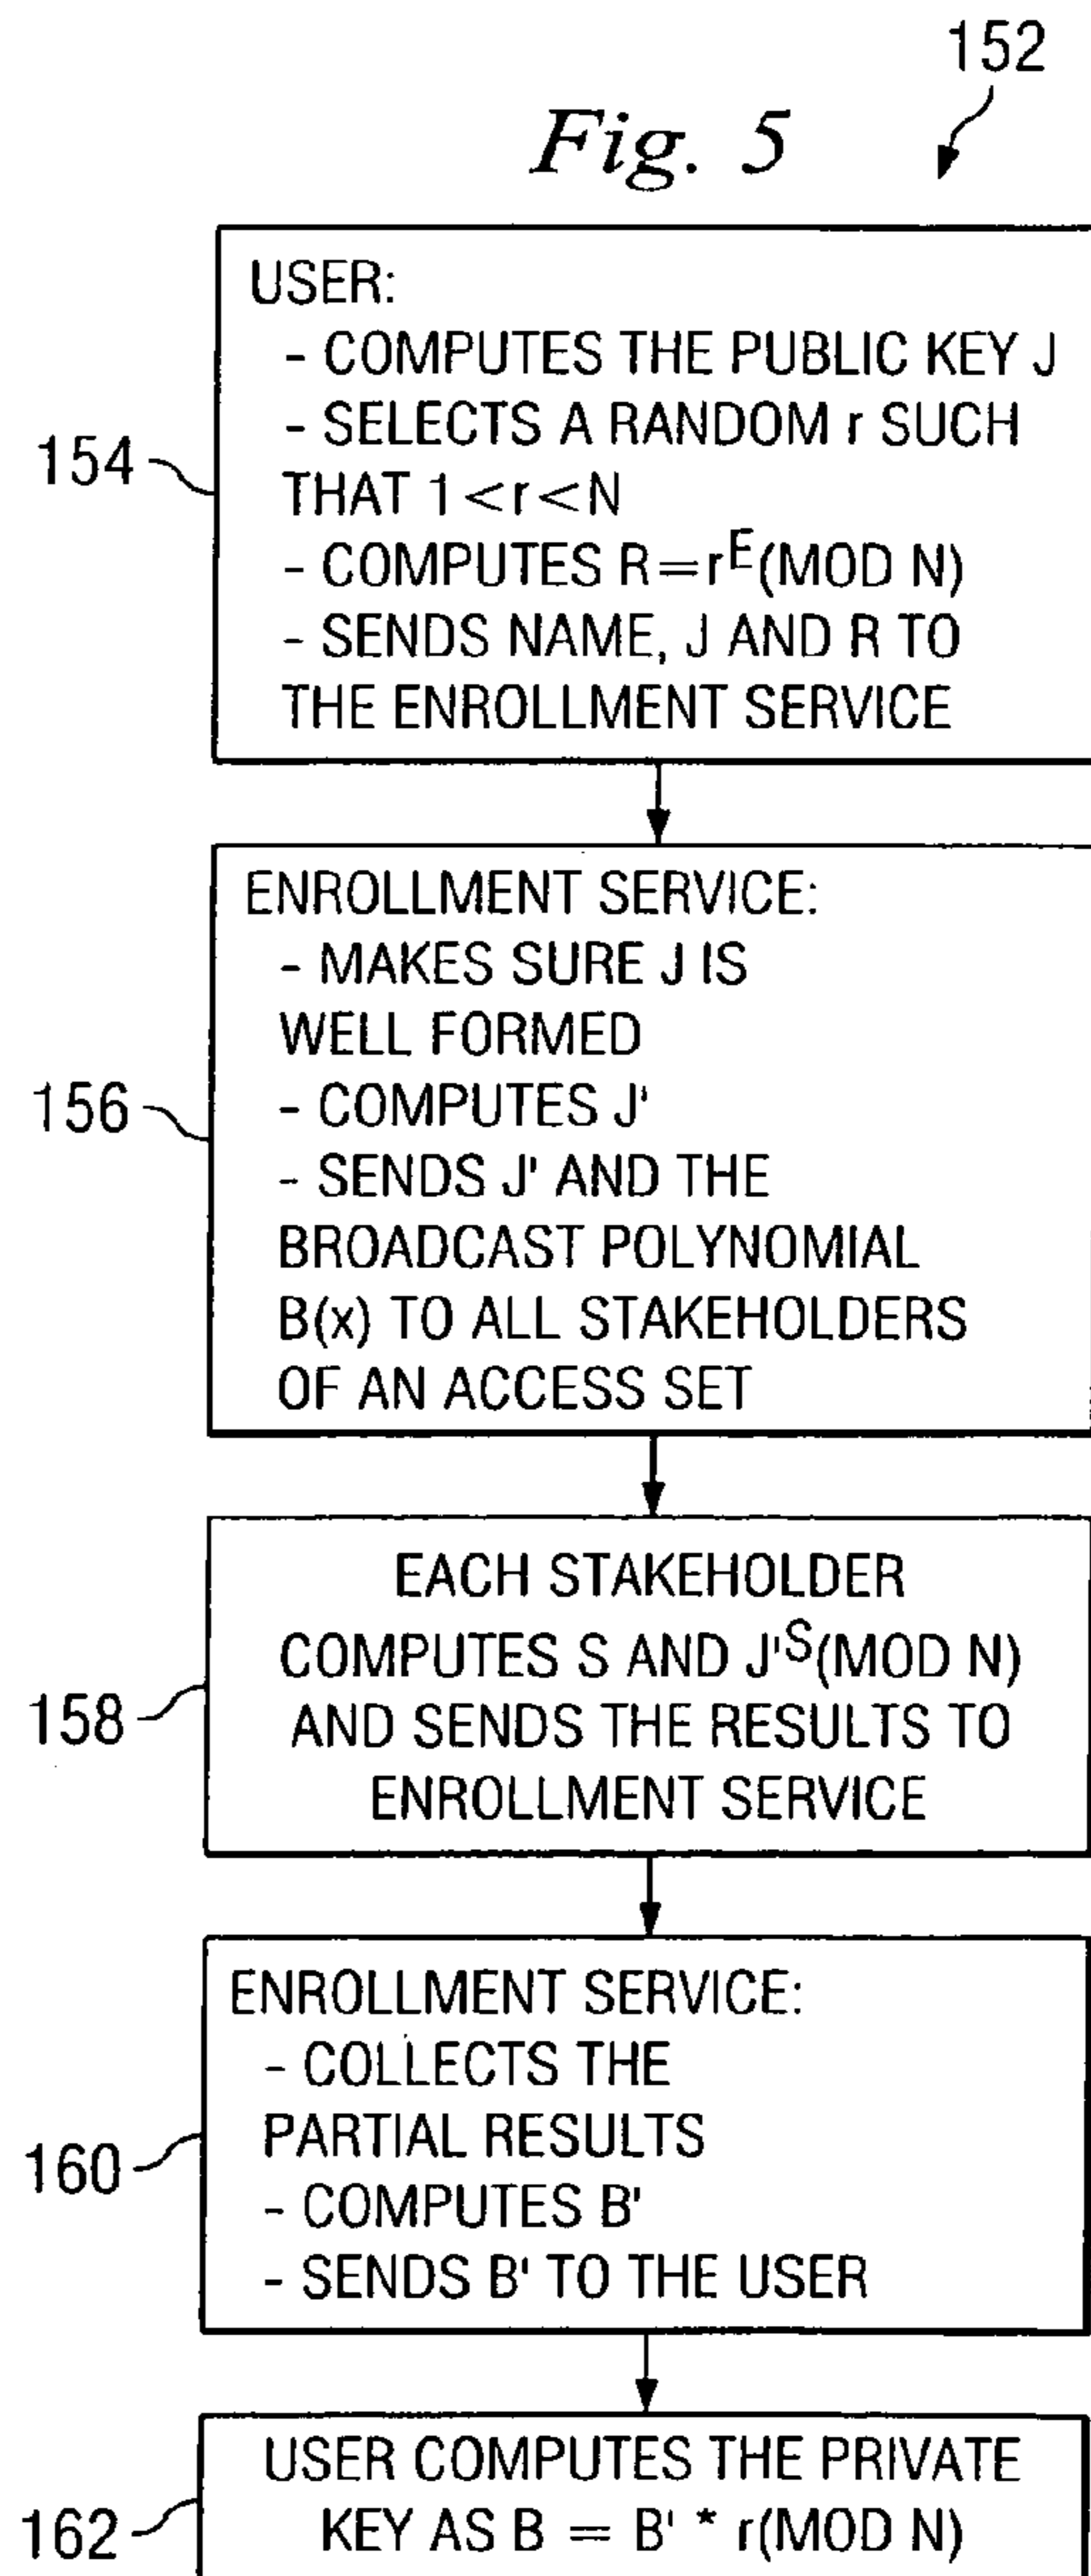 152
Fig. 5
USER:
- COMPUTES THE PUBLIC KEY J
- SELECTS A RANDOM r SUCH
THAT 1<r<N
- COMPUTES R=r^E(MOD N)
- SENDS NAME, J AND R TO
THE ENROLLMENT SERVICE
154
ENROLLMENT SERVICE:
- MAKES SURE J IS
WELL FORMED
- COMPUTES J'
- SENDS J' AND THE
BROADCAST POLYNOMIAL
B(x) TO ALL STAKEHOLDERS
OF AN ACCESS SET
156
EACH STAKEHOLDER
COMPUTES S AND J'^S(MOD N)
AND SENDS THE RESULTS TO
ENROLLMENT SERVICE
158
ENROLLMENT SERVICE:
- COLLECTS THE
PARTIAL RESULTS
- COMPUTES B'
- SENDS B' TO THE USER
160
USER COMPUTES THE PRIVATE
KEY AS B = B' * r(MOD N)
162